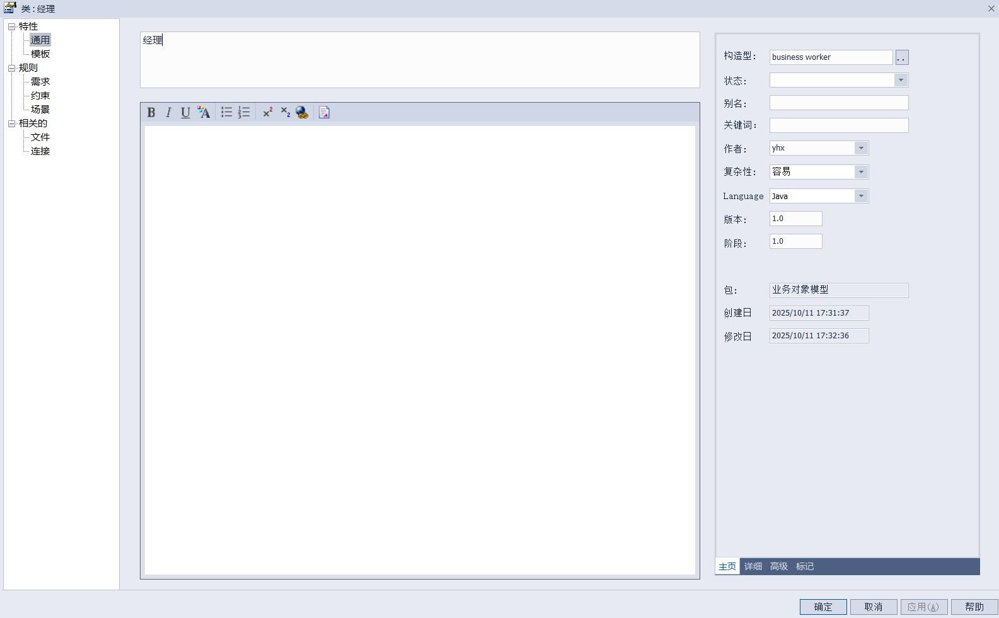 类 : 经理
特性
通用
模板
规则
需求
约束
场景
相关的
文件
连接
经理
B I U A x² x₂
构造型: business worker ..
状态:
别名:
关键词:
作者: yhx
复杂性: 容易
Language Java
版本: 1.0
阶段: 1.0
包: 业务对象模型
创建日 2025/10/11 17:31:37
修改日 2025/10/11 17:32:36
主页 详细 高级 标记
确定 取消 应用(A) 帮助